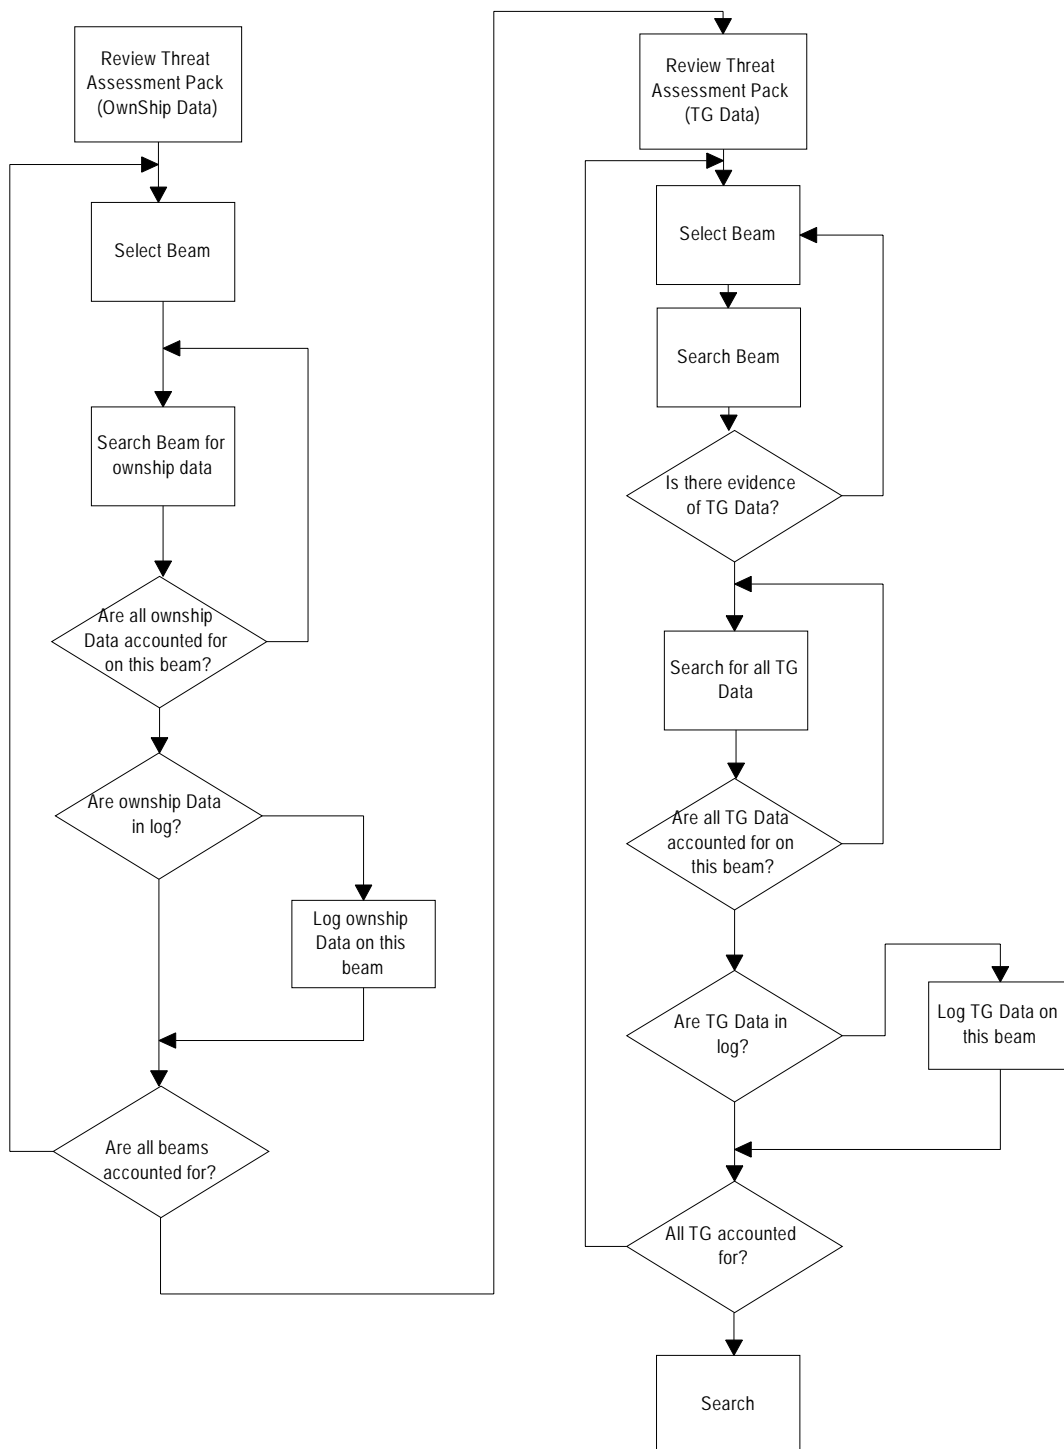 Review Threat
Assessment Pack
(OwnShip Data)
Select Beam
Search Beam for
ownship data
Are all ownship
Data accounted for
on this beam?
Are ownship Data
in log?
Log ownship
Data on this
beam
Are all beams
accounted for?
Review Threat
Assessment Pack
(TG Data)
Select Beam
Search Beam
Is there evidence
of TG Data?
Search for all TG
Data
Are all TG Data
accounted for on
this beam?
Are TG Data in
log?
Log TG Data on
this beam
All TG accounted
for?
Search